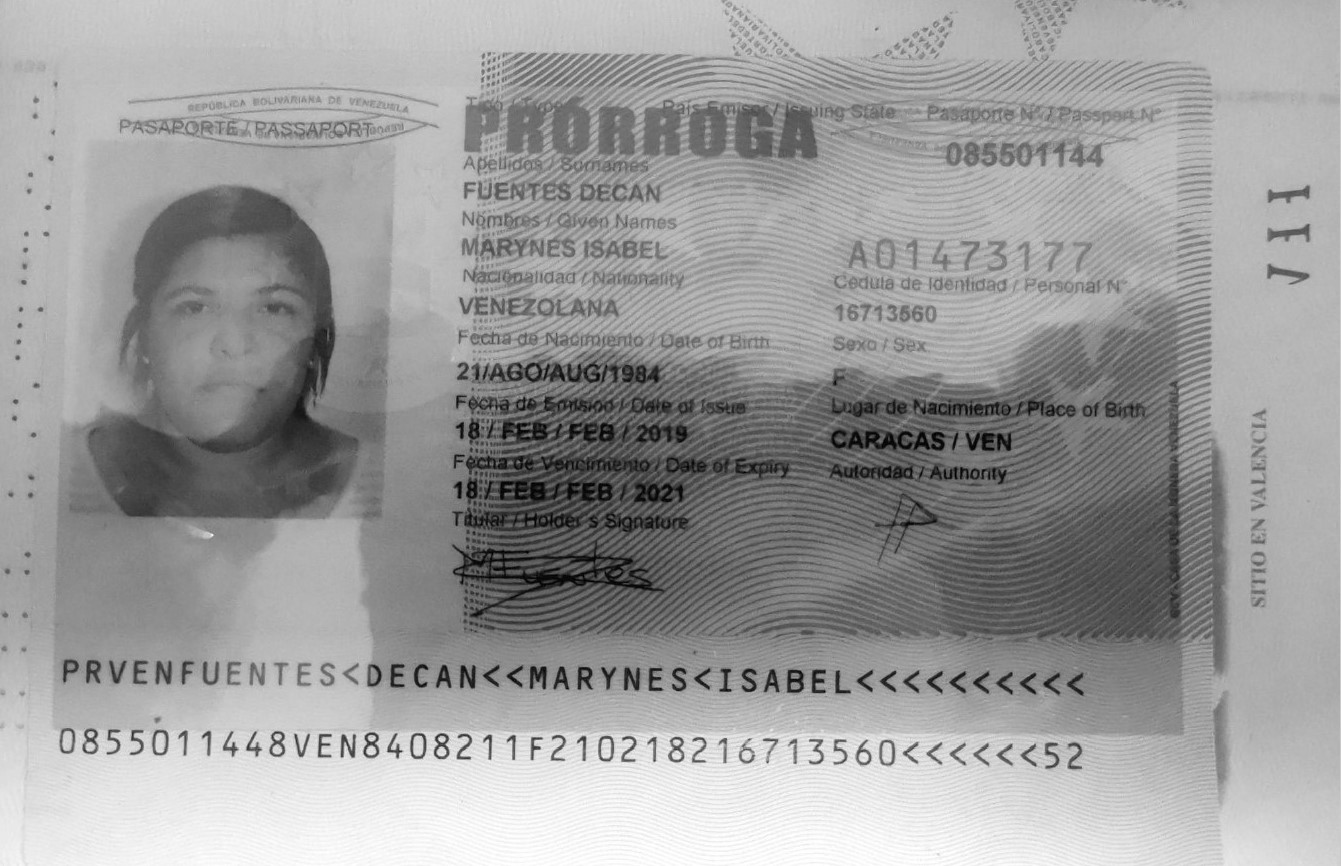 REPÚBLICA BOLIVARIANA DE VENEZUELA
PASAPORTE / PASSAPORT
Tipo / Type País Emisor / Issuing State Pasaporte N° / Passport N°
PRÓRROGA
085501144
Apellidos / Surnames
FUENTES DECAN
Nombres / Given Names
MARYNES ISABEL
A01473177
Nacionalidad / Nationality
Cédula de Identidad / Personal N°
VENEZOLANA
16713560
Fecha de Nacimiento / Date of Birth
Sexo / Sex
21/AGO/AUG/1984
F
Fecha de Emisión / Date of Issue
Lugar de Nacimiento / Place of Birth
18 / FEB / FEB / 2019
CARACAS / VEN
Fecha de Vencimiento / Date of Expiry
Autoridad / Authority
18 / FEB / FEB / 2021
Titular / Holder´s Signature
MFuentes
PRVENFUENTES<DECAN<<MARYNES<ISABEL<<<<<<<<<<
0855011448VEN8408211F210218216713560<<<<<<52
VII
SITIO EN VALENCIA